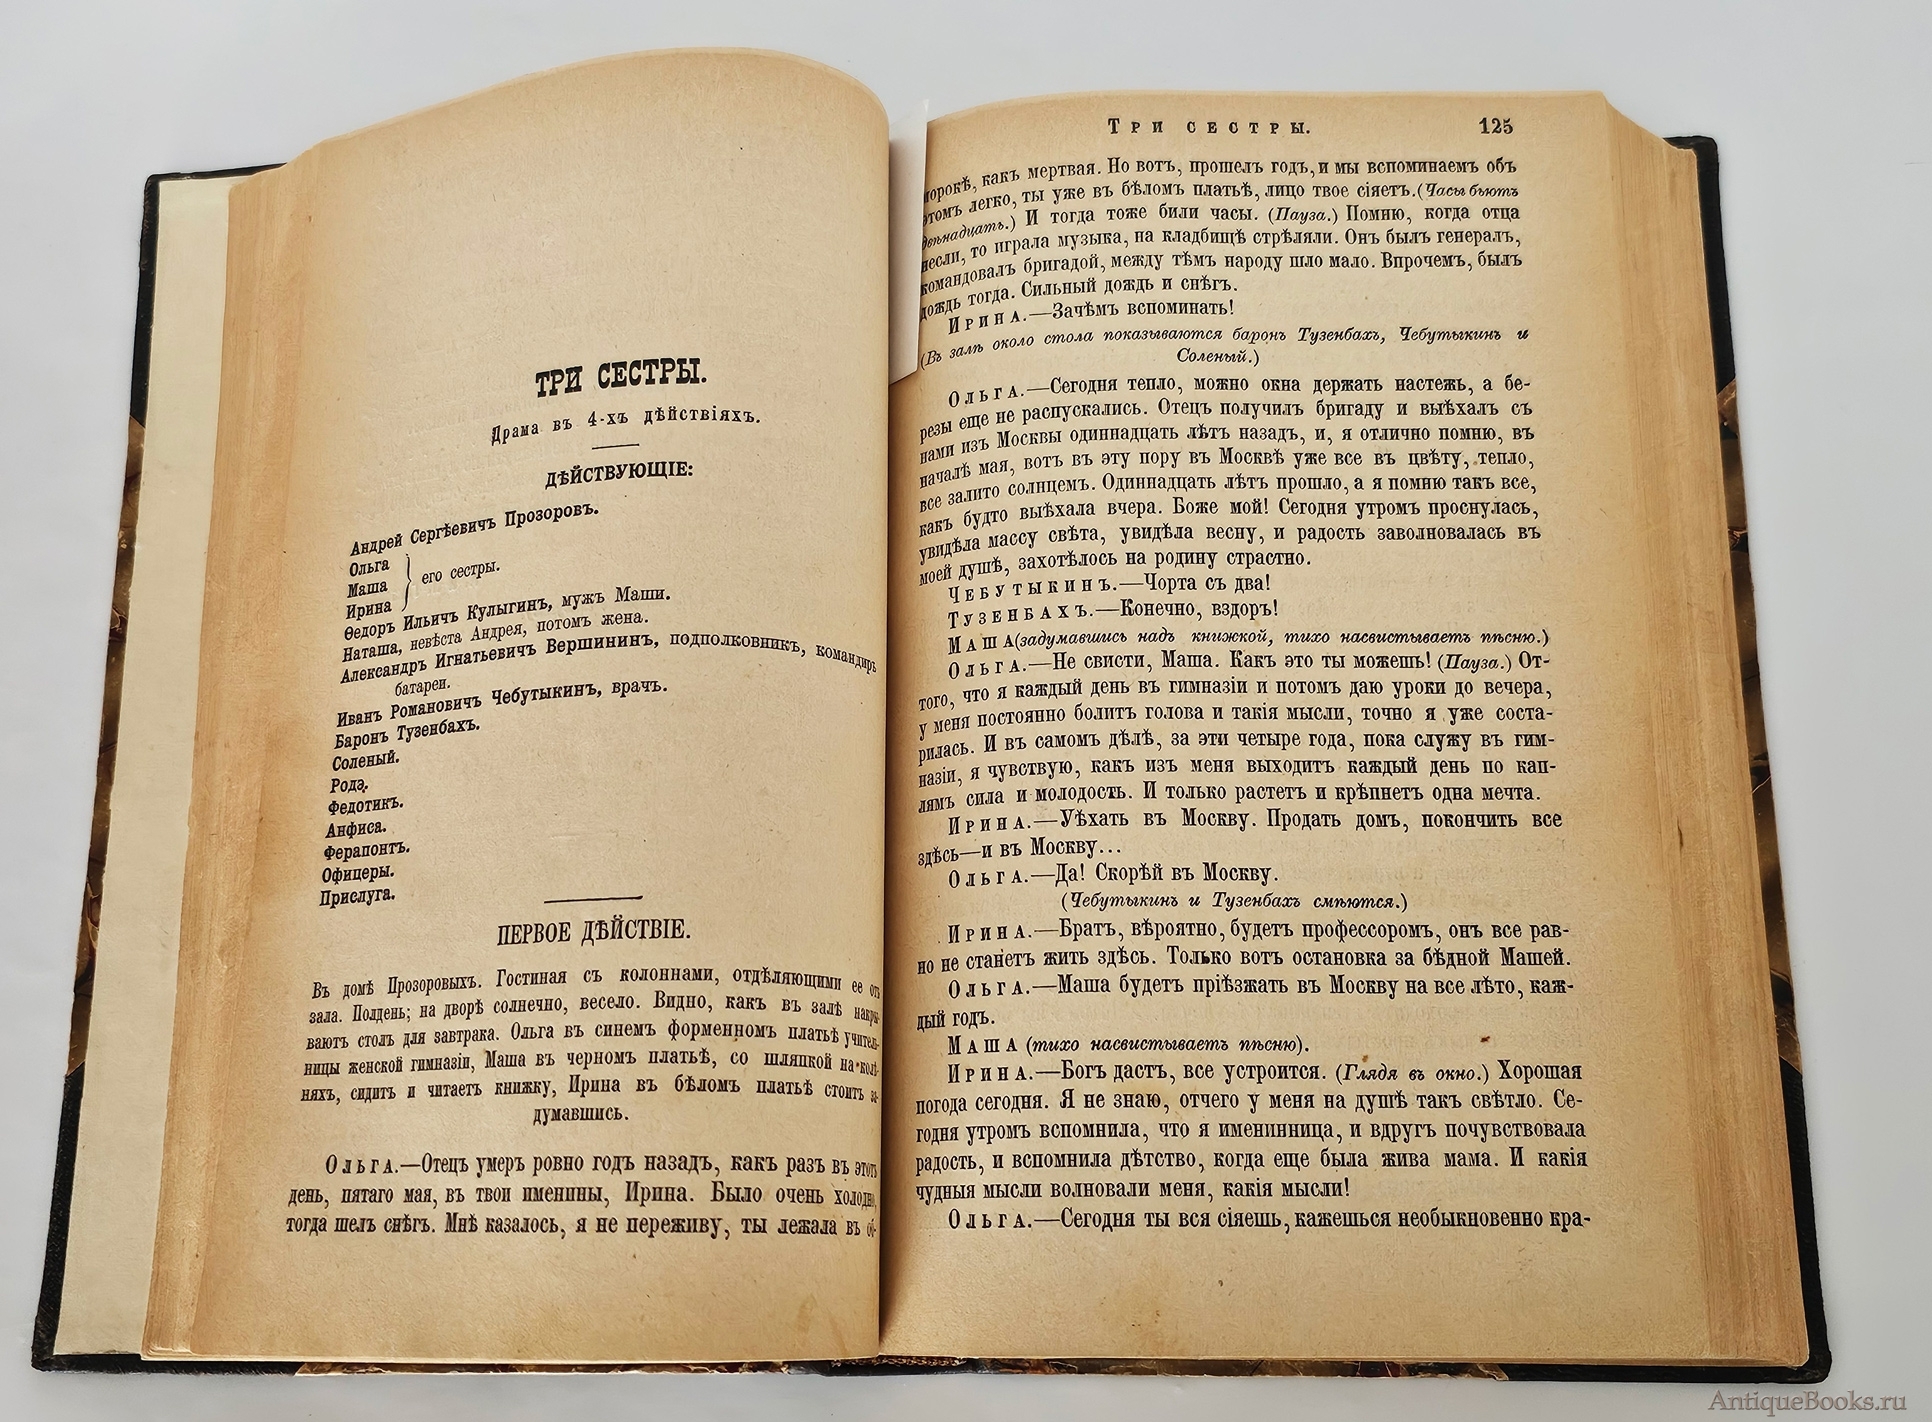 ТРИ СЕСТРЫ.
Драма въ 4-хъ дѣйствіяхъ.
ДѢЙСТВУЮЩІЕ:
Андрей Сергѣевичъ Прозоровъ.
Ольга
Маша
Ирина
его сестры.
Ѳедоръ Ильичъ Кулыгинъ, мужъ Маши.
Наташа, невѣста Андрея, потомъ жена.
Александръ Игнатьевичъ Вершининъ, подполковникъ, командиръ
батареи.
Иванъ Романовичъ Чебутыкинъ, врачъ.
Баронъ Тузенбахъ.
Соленый.
Родэ.
Федотикъ.
Анфиса.
Ферапонтъ.
Офицеры.
Прислуга.
ПЕРВОЕ ДѢЙСТВІЕ.
Въ домѣ Прозоровыхъ. Гостиная съ колоннами, отдѣляющими ее отъ
зала. Полдень; на дворѣ солнечно, весело. Видно, какъ въ залѣ накры-
ваютъ столъ для завтрака. Ольга въ синемъ форменномъ платьѣ учитель-
ницы женской гимназіи, Маша въ черномъ платьѣ, со шляпкой на колѣ-
няхъ, сидитъ и читаетъ книжку, Ирина въ бѣломъ платьѣ стоитъ за-
думавшись.
Ольга.—Отецъ умеръ ровно годъ назадъ, какъ разъ въ этотъ
день, пятаго мая, въ твои именины, Ирина. Было очень холодно,
тогда шелъ снѣгъ. Мнѣ казалось, я не переживу, ты лежала въ об-
Три сестры. 125
морокѣ, какъ мертвая. Но вотъ, прошелъ годъ, и мы вспоминаемъ объ
этомъ легко, ты уже въ бѣломъ платьѣ, лицо твое сіяетъ. (Часы бьютъ
двѣнадцать.) И тогда тоже били часы. (Пауза.) Помню, когда отца
несли, то играла музыка, на кладбищѣ стрѣляли. Онъ былъ генералъ,
командовалъ бригадой, между тѣмъ народу шло мало. Впрочемъ, былъ
дождь тогда. Сильный дождь и снѣгъ.
Ирина.—Зачѣмъ вспоминать!
(Въ залѣ около стола показываются баронъ Тузенбахъ, Чебутыкинъ и
Соленый.)
Ольга.—Сегодня тепло, можно окна держать настежь, а бе-
резы еще не распускались. Отецъ получилъ бригаду и выѣхалъ съ
нами изъ Москвы одиннадцать лѣтъ назадъ, и, я отлично помню, въ
началѣ мая, вотъ въ эту пору въ Москвѣ уже все въ цвѣту, тепло,
все залито солнцемъ. Одиннадцать лѣтъ прошло, а я помню такъ все,
какъ будто выѣхала вчера. Боже мой! Сегодня утромъ проснулась,
увидѣла массу свѣта, увидѣла весну, и радость заволновалась въ
моей душѣ, захотѣлось на родину страстно.
Чебутыкинъ.—Чорта съ два!
Тузенбахъ.—Конечно, вздоръ!
Маша (задумавшись надъ книжкой, тихо насвистываетъ пѣсню.)
Ольга.—Не свисти, Маша. Какъ это ты можешь! (Пауза.) От-
того, что я каждый день въ гимназіи и потомъ даю уроки до вечера,
у меня постоянно болитъ голова и такія мысли, точно я уже соста-
рилась. И въ самомъ дѣлѣ, за эти четыре года, пока служу въ гим-
назіи, я чувствую, какъ изъ меня выходитъ каждый день по кап-
лямъ сила и молодость. И только растетъ и крѣпнетъ одна мечта.
Ирина.—Уѣхать въ Москву. Продать домъ, покончить все
здѣсь—и въ Москву...
Ольга.—Да! Скорѣй въ Москву.
(Чебутыкинъ и Тузенбахъ смѣются.)
Ирина.—Братъ, вѣроятно, будетъ профессоромъ, онъ все рав-
но не станетъ жить здѣсь. Только вотъ остановка за бѣдной Машей.
Ольга.—Маша будетъ пріѣзжать въ Москву на все лѣто, каж-
дый годъ.
Маша (тихо насвистываетъ пѣсню).
Ирина.—Богъ дастъ, все устроится. (Глядя въ окно.) Хорошая
погода сегодня. Я не знаю, отчего у меня на душѣ такъ свѣтло. Се-
годня утромъ вспомнила, что я именинница, и вдругъ почувствовала
радость, и вспомнила дѣтство, когда еще была жива мама. И какія
чудныя мысли волновали меня, какія мысли!
Ольга.—Сегодня ты вся сіяешь, кажешься необыкновенно кра-
AntiqueBooks.ru